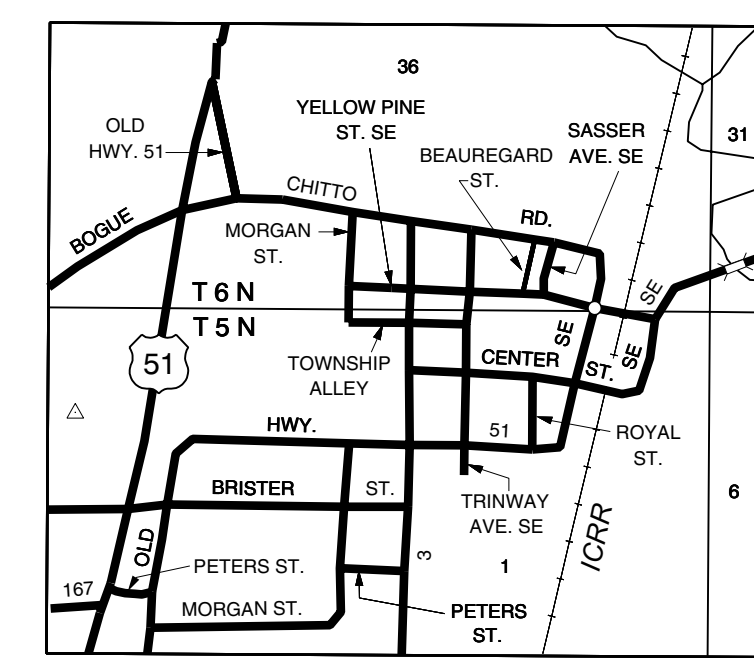 36
31
OLD
HWY. 51
YELLOW PINE
ST. SE
BEAUREGARD
ST.
SASSER
AVE. SE
CHITTO
RD.
BOGUE
MORGAN
ST.
T 6 N
T 5 N
SE
SE
SE
51
TOWNSHIP
ALLEY
CENTER
ST.
HWY.
51
ROYAL
ST.
BRISTER
ST.
TRINWAY
AVE. SE
6
ICRR
OLD
PETERS ST.
3
1
167
MORGAN ST.
PETERS
ST.